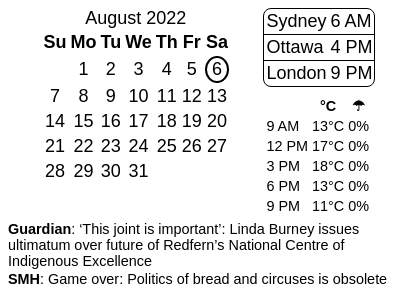 August 2022
Su Mo Tu We Th Fr Sa
1 2 3 4 5 6
7 8 9 10 11 12 13
14 15 16 17 18 19 20
21 22 23 24 25 26 27
28 29 30 31
Sydney 6 AM
Ottawa 4 PM
London 9 PM
°C ☂
9 AM 13°C 0%
12 PM 17°C 0%
3 PM 18°C 0%
6 PM 13°C 0%
9 PM 11°C 0%
Guardian: ‘This joint is important’: Linda Burney issues
ultimatum over future of Redfern’s National Centre of
Indigenous Excellence
SMH: Game over: Politics of bread and circuses is obsolete